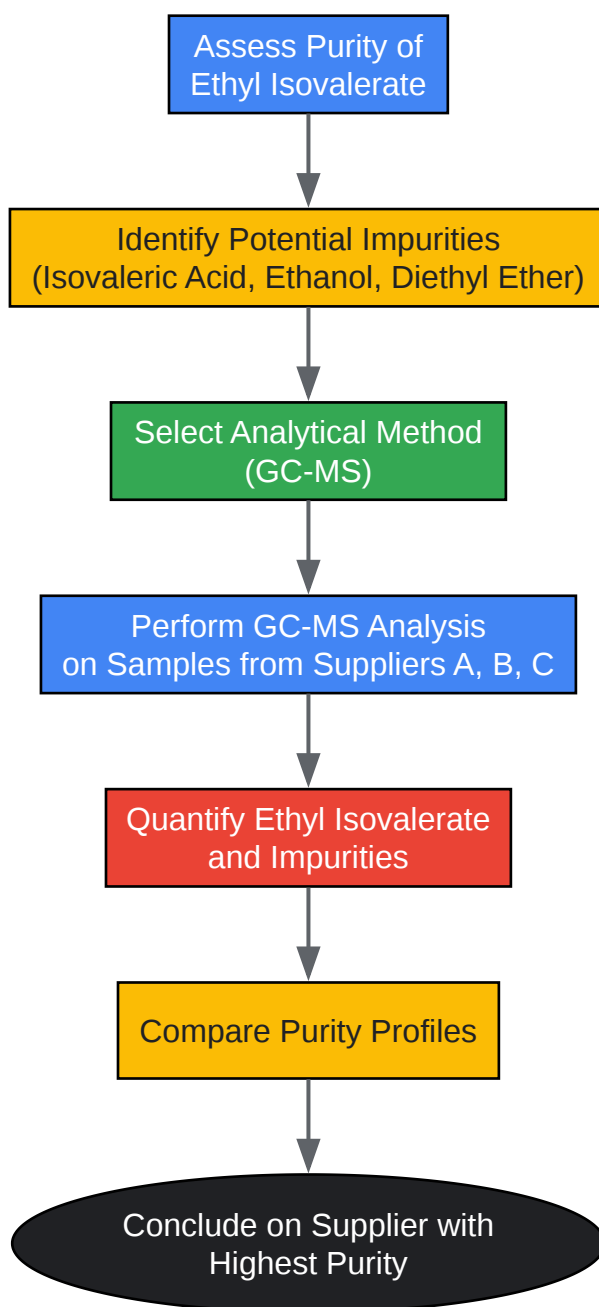 Assess Purity of
Ethyl Isovalerate
Identify Potential Impurities
(Isovaleric Acid, Ethanol, Diethyl Ether)
Select Analytical Method
(GC-MS)
Perform GC-MS Analysis
on Samples from Suppliers A, B, C
Quantify Ethyl Isovalerate
and Impurities
Compare Purity Profiles
Conclude on Supplier with
Highest Purity